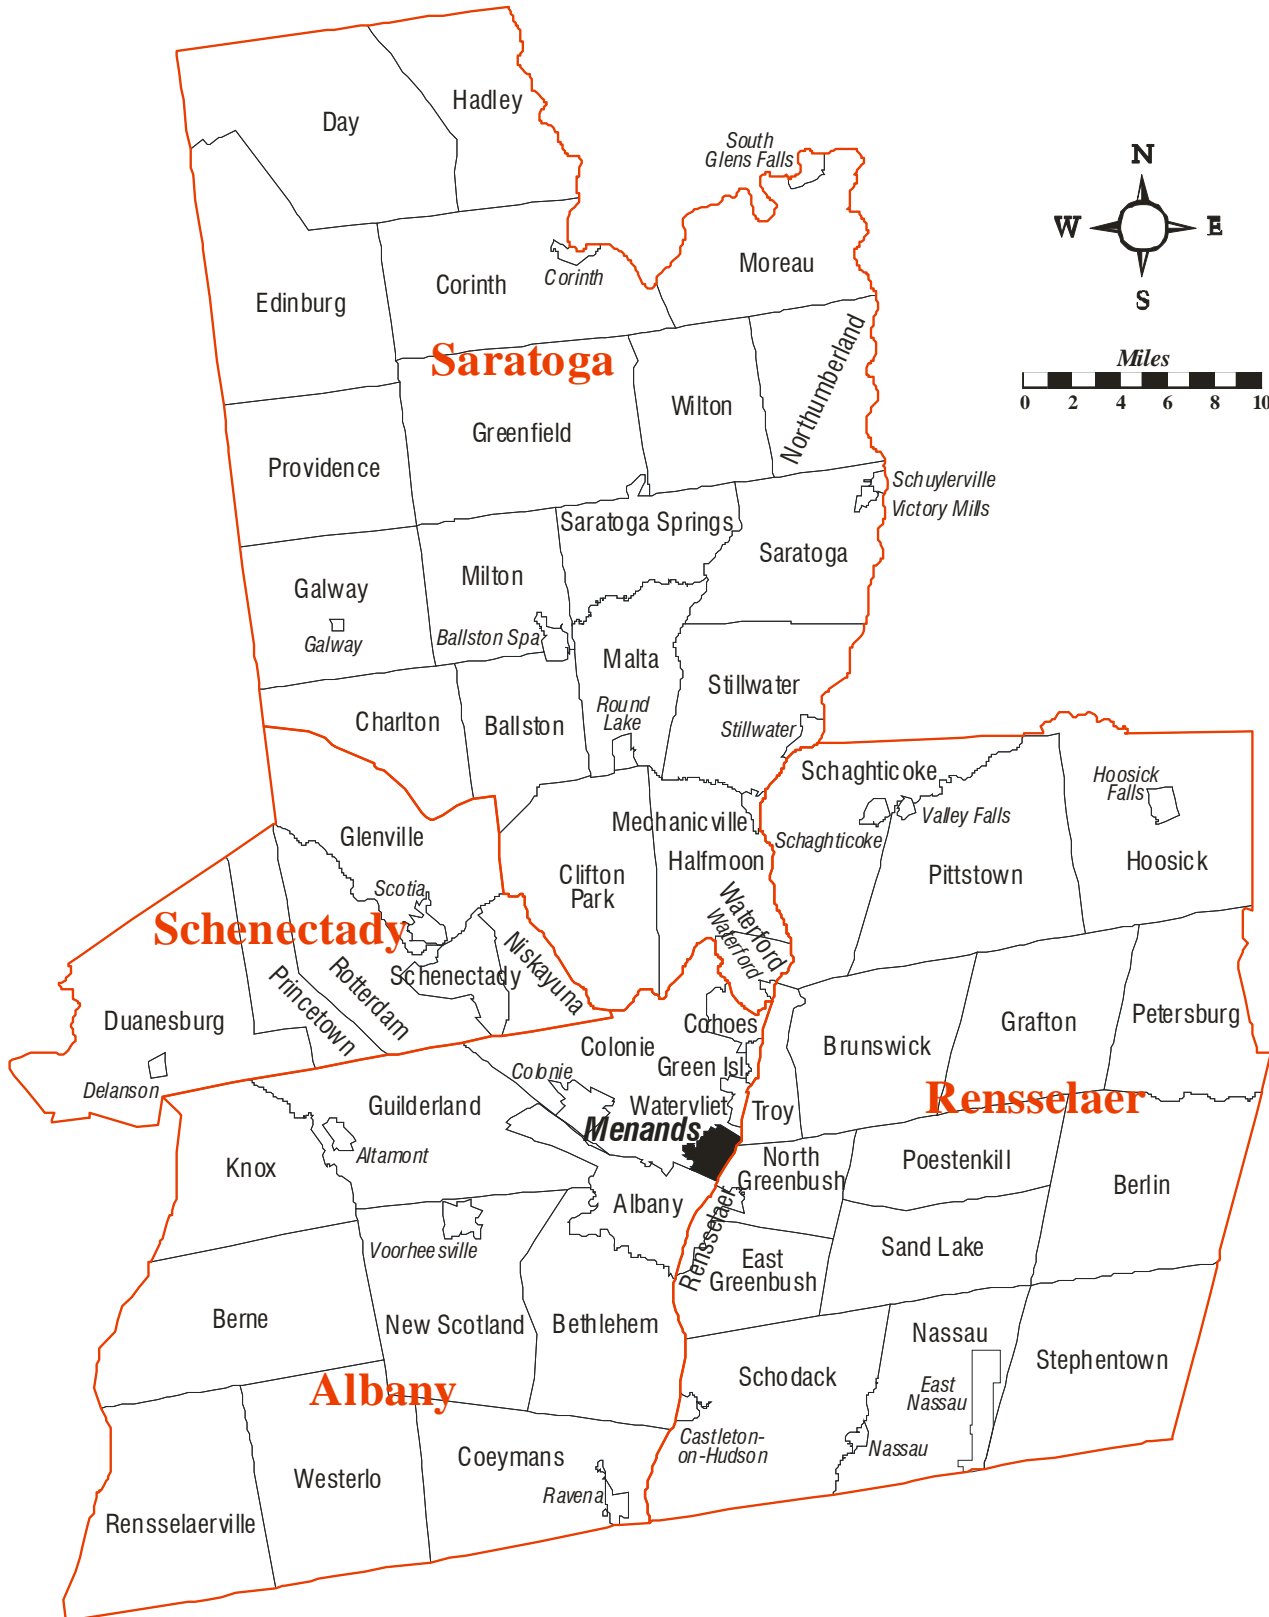 Hadley
Day
South
Glens Falls
N
W
E
S
Moreau
Corinth
Corinth
Edinburg
Miles
0 2 4 6 8 10
Saratoga
Northumberland
Wilton
Greenfield
Providence
Schuylerville
Victory Mills
Saratoga Springs
Saratoga
Milton
Galway
Galway
Ballston Spa
Malta
Stillwater
Round
Lake
Charlton
Ballston
Stillwater
Schaghticoke
Hoosick
Falls
Valley Falls
Schaghticoke
Mechanicville
Glenville
Halfmoon
Hoosick
Pittstown
Clifton
Park
Scotia
Waterford
Waterford
Schenectady
Niskayuna
Schenectady
Rotterdam
Princetown
Duanesburg
Delanson
Cohoes
Grafton
Petersburg
Brunswick
Colonie
Green Isl.
Colonie
Rensselaer
Guilderland
Watervliet
Troy
Menands
Altamont
Knox
North
Greenbush
Poestenkill
Berlin
Albany
Rensselaer
Voorheesville
Sand Lake
East
Greenbush
Berne
New Scotland
Bethlehem
Nassau
Stephentown
Schodack
Albany
East
Nassau
Castleton-
on-Hudson
Nassau
Coeymans
Westerlo
Ravena
Rensselaerville